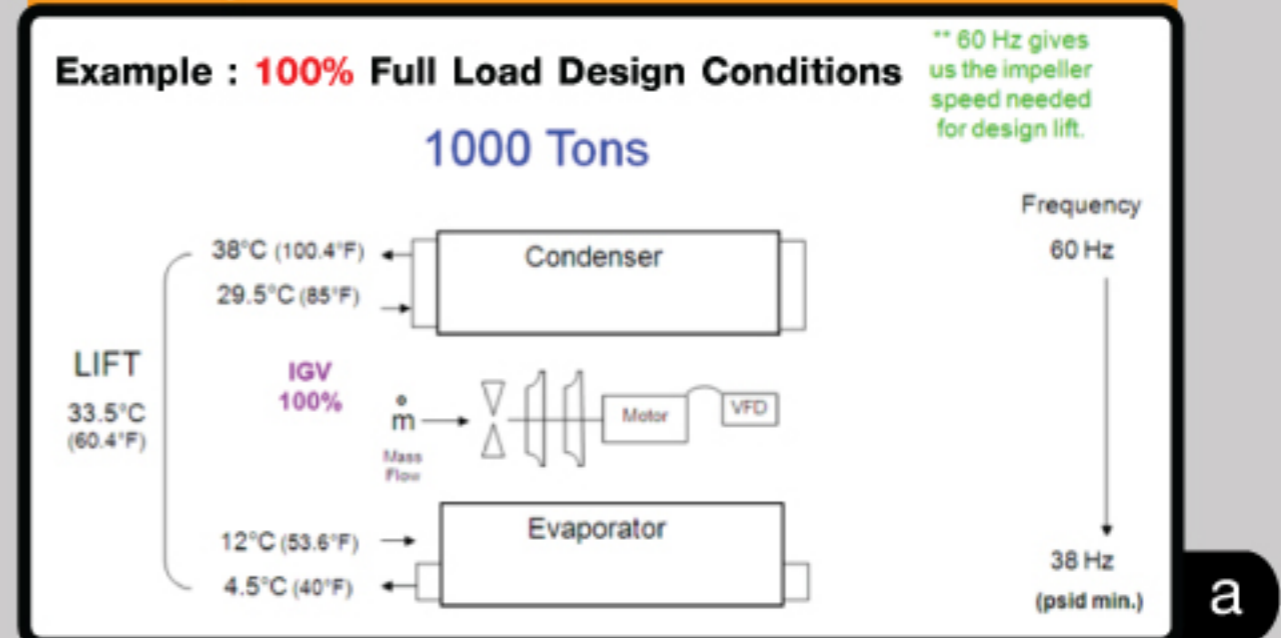 Example : 100% Full Load Design Conditions
** 60 Hz gives
us the impeller
speed needed
for design lift.
1000 Tons
Frequency
60 Hz
38°C (100.4°F)
Condenser
29.5°C (85°F)
LIFT
33.5°C
(60.4°F)
IGV
100%
m
Mass
Flow
Motor
VFD
12°C (53.6°F)
Evaporator
4.5°C (40°F)
38 Hz
(psid min.)
a